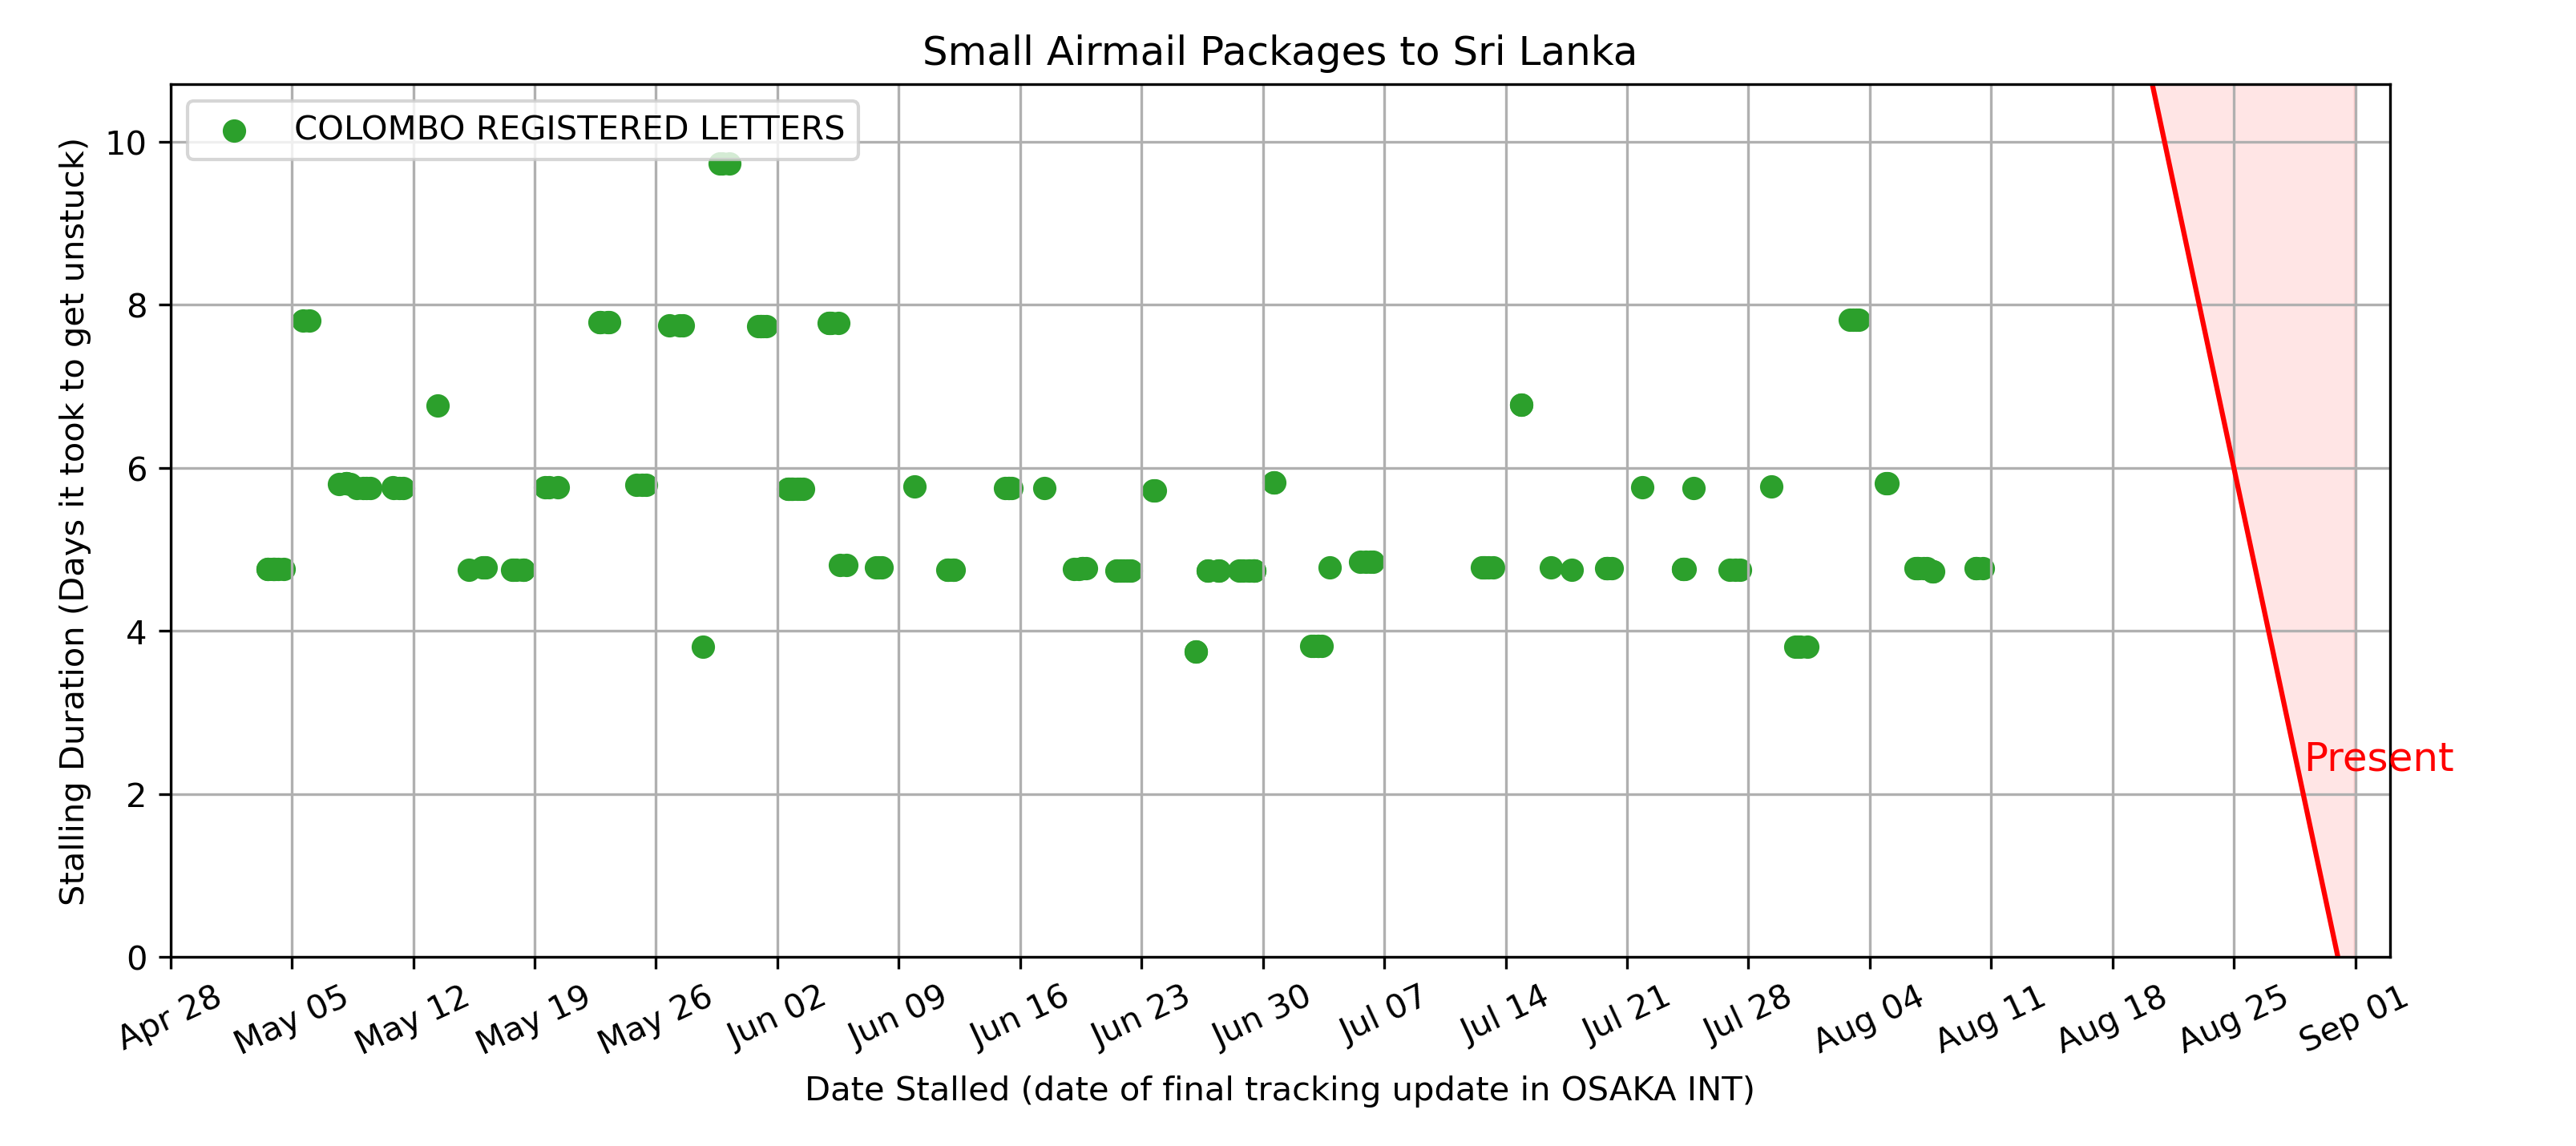 Small Airmail Packages to Sri Lanka
COLOMBO REGISTERED LETTERS
Stalling Duration (Days it took to get unstuck)
10
8
6
4
2
0
Present
Apr 28
May 05
May 12
May 19
May 26
Jun 02
Jun 09
Jun 16
Jun 23
Jun 30
Jul 07
Jul 14
Jul 21
Jul 28
Aug 04
Aug 11
Aug 18
Aug 25
Sep 01
Date Stalled (date of final tracking update in OSAKA INT)